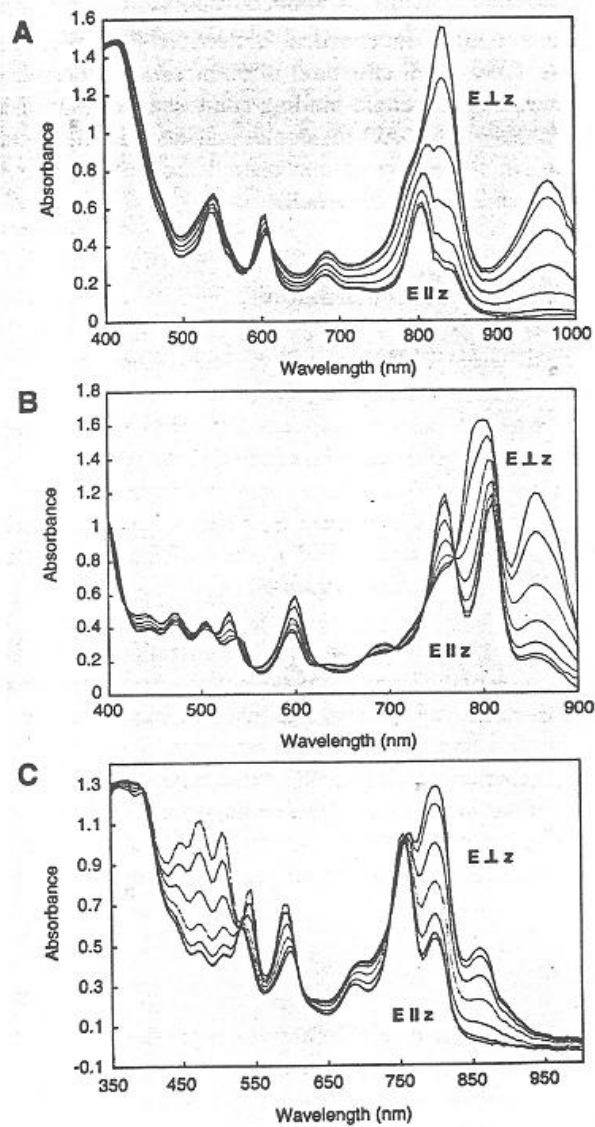 A
1.6
1.4
1.2
1
0.8
0.6
0.4
0.2
0
Absorbance
E⊥z
E∥z
400 500 600 700 800 900 1000
Wavelength (nm)
B
1.8
1.6
1.4
1.2
1
0.8
0.6
0.4
0.2
0
Absorbance
E⊥z
E∥z
400 500 600 700 800 900
Wavelength (nm)
C
1.3
1.1
0.9
0.7
0.5
0.3
0.1
-0.1
Absorbance
E⊥z
E∥z
350 450 550 650 750 850 950
Wavelength (nm)